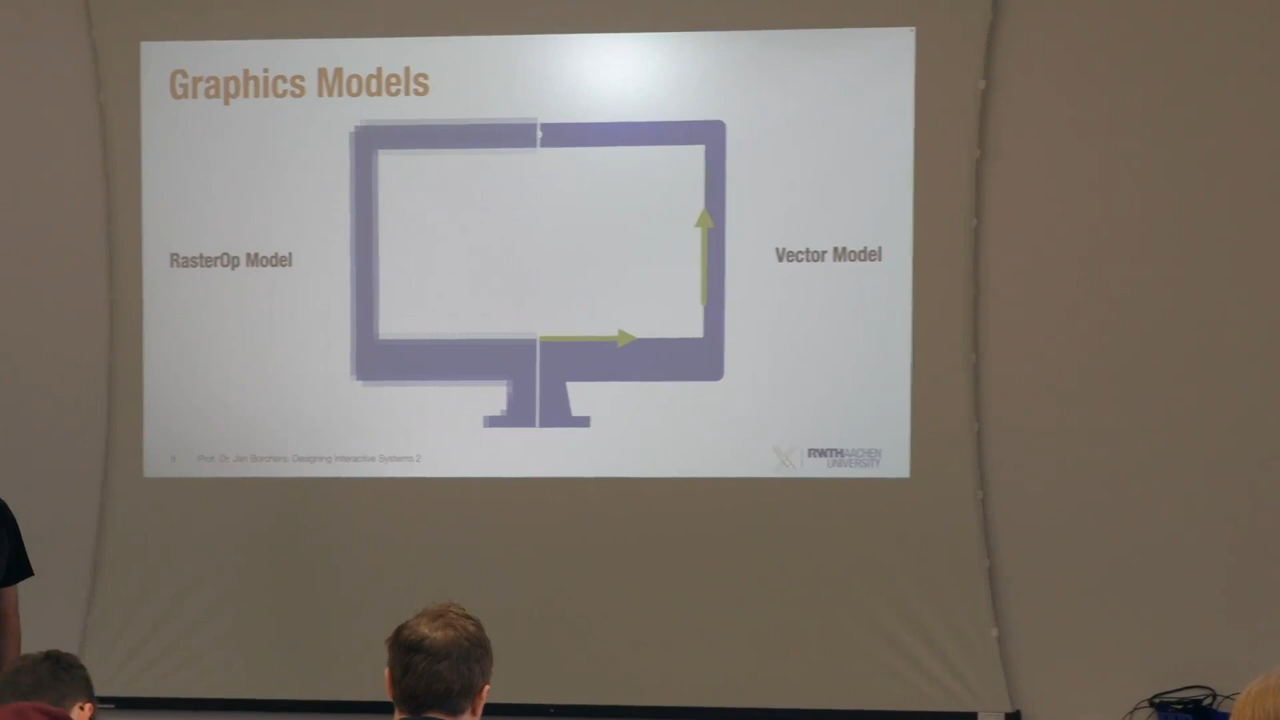 Graphics Models
RasterOp Model
Vector Model
Prof. Dr. Jan Borchers: Designing Interactive Systems 2
RWTHAACHEN
UNIVERSITY